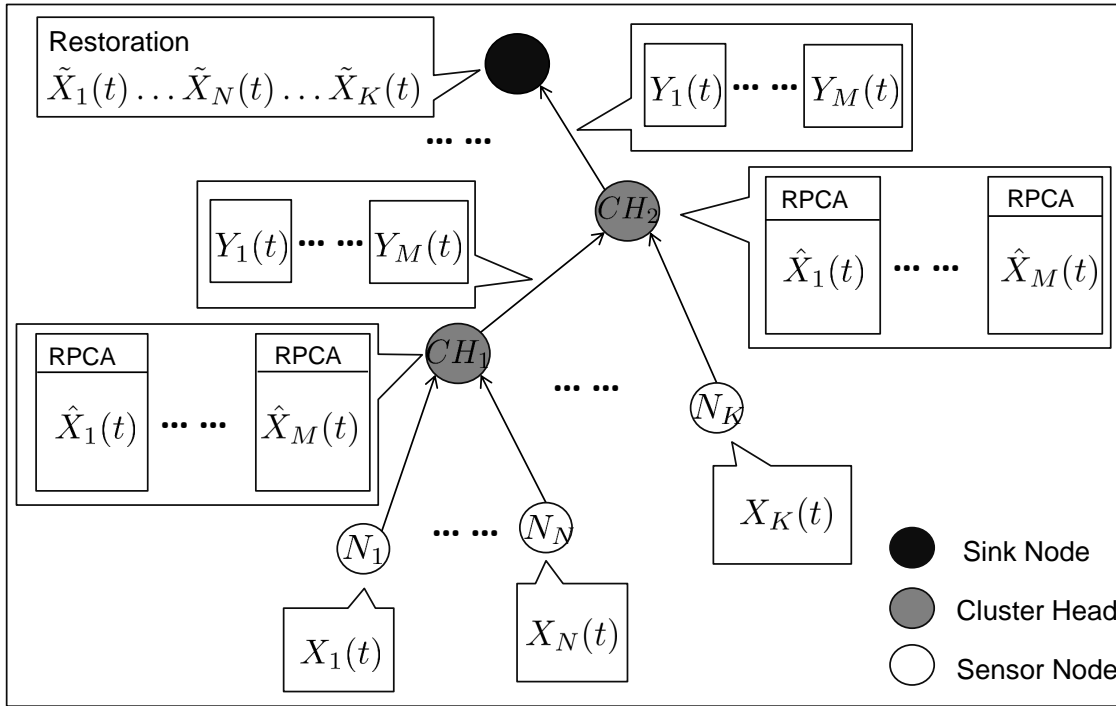 Restoration
X̃₁(t) … X̃_N(t) … X̃_K(t)
Y₁(t) ··· ··· Y_M(t)
··· ···
CH₂
RPCA RPCA
X̂₁(t) ··· ··· X̂_M(t)
Y₁(t) ··· ··· Y_M(t)
CH₁
RPCA RPCA
X̂₁(t) ··· ··· X̂_M(t)
··· ···
N_K
X_K(t)
N₁ ··· ··· N_N
X₁(t)
X_N(t)
Sink Node
Cluster Head
Sensor Node